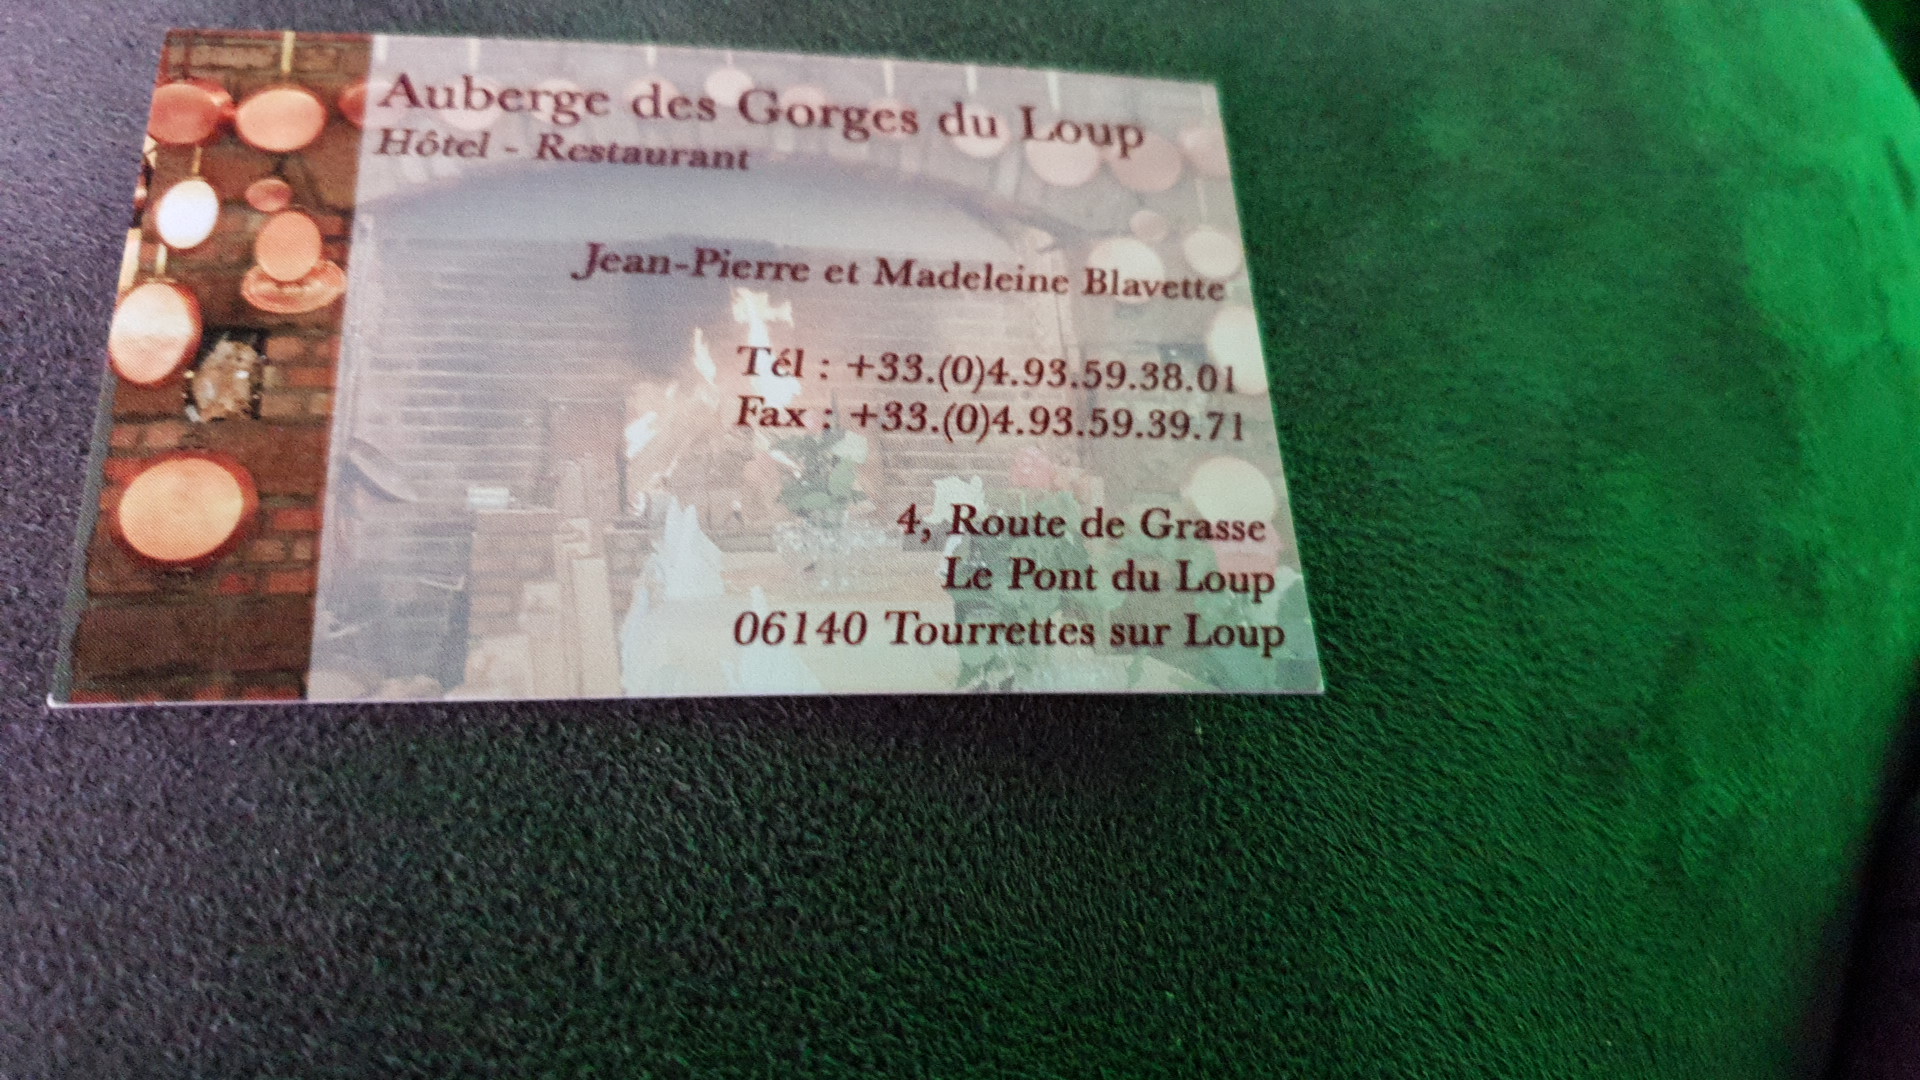 Auberge des Gorges du Loup
Hôtel - Restaurant
Jean-Pierre et Madeleine Blavette
Tél : +33.(0)4.93.59.38.01
Fax : +33.(0)4.93.59.39.71
4, Route de Grasse
Le Pont du Loup
06140 Tourrettes sur Loup